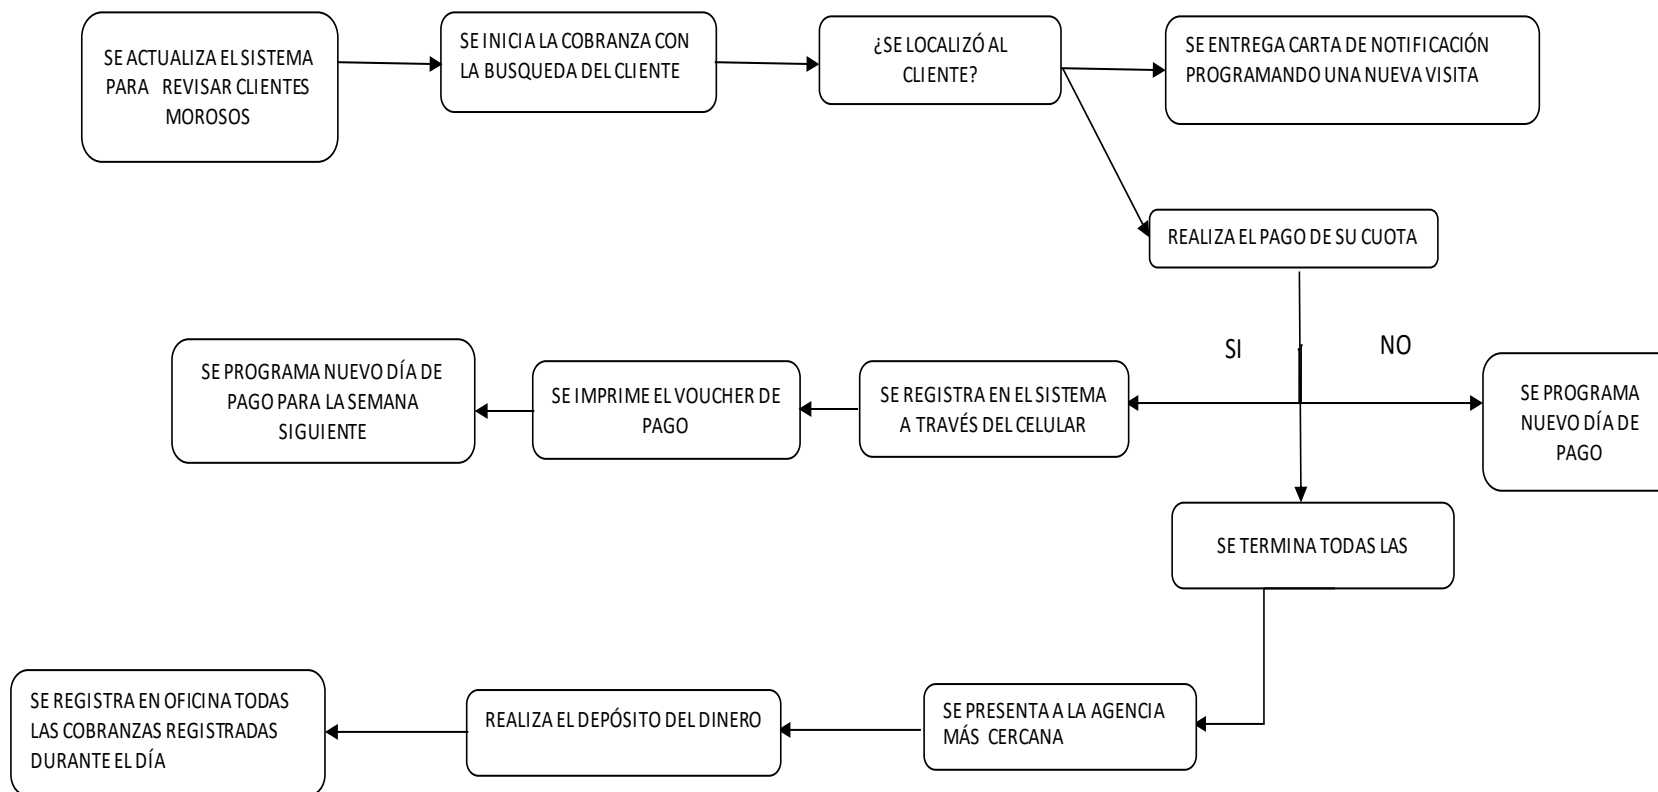 SE ACTUALIZA EL SISTEMA
PARA REVISAR CLIENTES
MOROSOS
SE INICIA LA COBRANZA CON
LA BUSQUEDA DEL CLIENTE
¿SE LOCALIZÓ AL
CLIENTE?
SE ENTREGA CARTA DE NOTIFICACIÓN
PROGRAMANDO UNA NUEVA VISITA
REALIZA EL PAGO DE SU CUOTA
SI
NO
SE PROGRAMA NUEVO DÍA DE
PAGO PARA LA SEMANA
SIGUIENTE
SE IMPRIME EL VOUCHER DE
PAGO
SE REGISTRA EN EL SISTEMA
A TRAVÉS DEL CELULAR
SE PROGRAMA
NUEVO DÍA DE
PAGO
SE TERMINA TODAS LAS
SE REGISTRA EN OFICINA TODAS
LAS COBRANZAS REGISTRADAS
DURANTE EL DÍA
REALIZA EL DEPÓSITO DEL DINERO
SE PRESENTA A LA AGENCIA
MÁS CERCANA